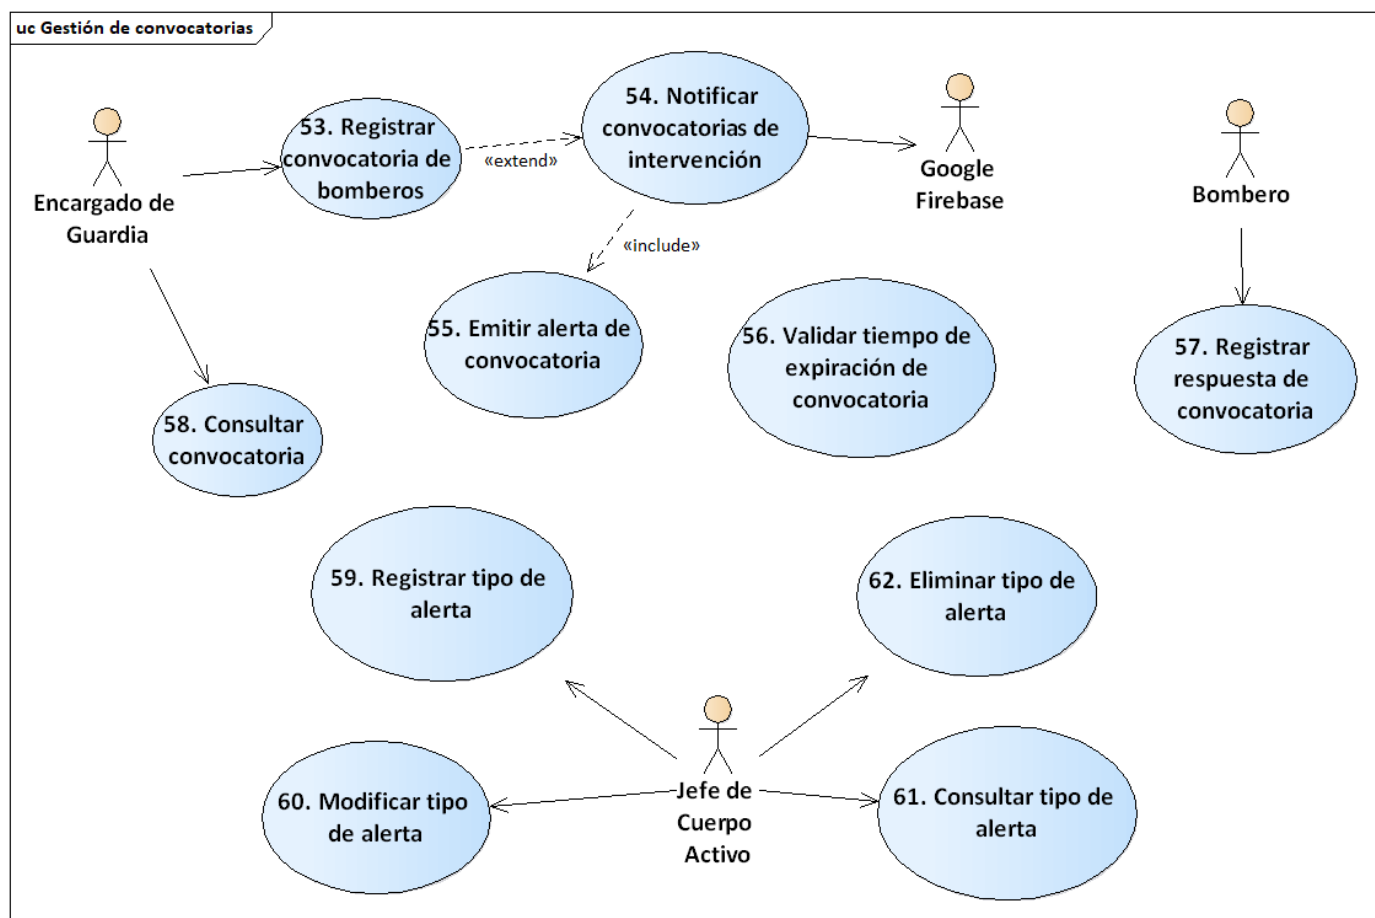 uc Gestión de convocatorias
54. Notificar
convocatorias de
intervención
53. Registrar
convocatoria de
bomberos
«extend»
Google
Firebase
Bombero
Encargado de
Guardia
«include»
55. Emitir alerta de
convocatoria
56. Validar tiempo de
expiración de
convocatoria
57. Registrar
respuesta de
convocatoria
58. Consultar
convocatoria
59. Registrar tipo de
alerta
62. Eliminar tipo de
alerta
60. Modificar tipo
de alerta
Jefe de
Cuerpo
Activo
61. Consultar tipo de
alerta